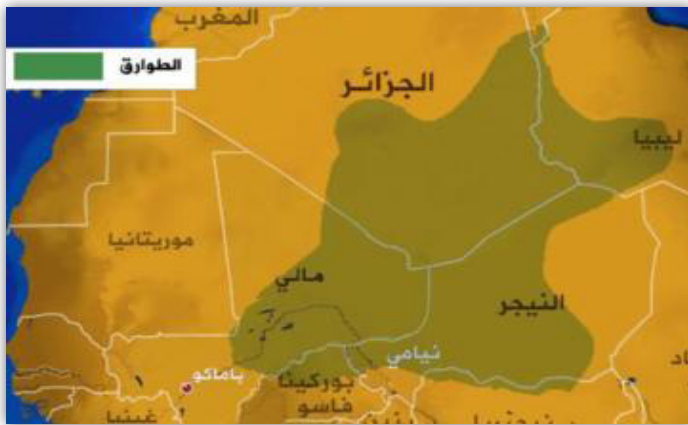 المغرب
الطوارق
الجزائر
ليبيا
موريتانيا
مالي
النيجر
نيامي
باماكو
بوركينا
فاسو
غينيا